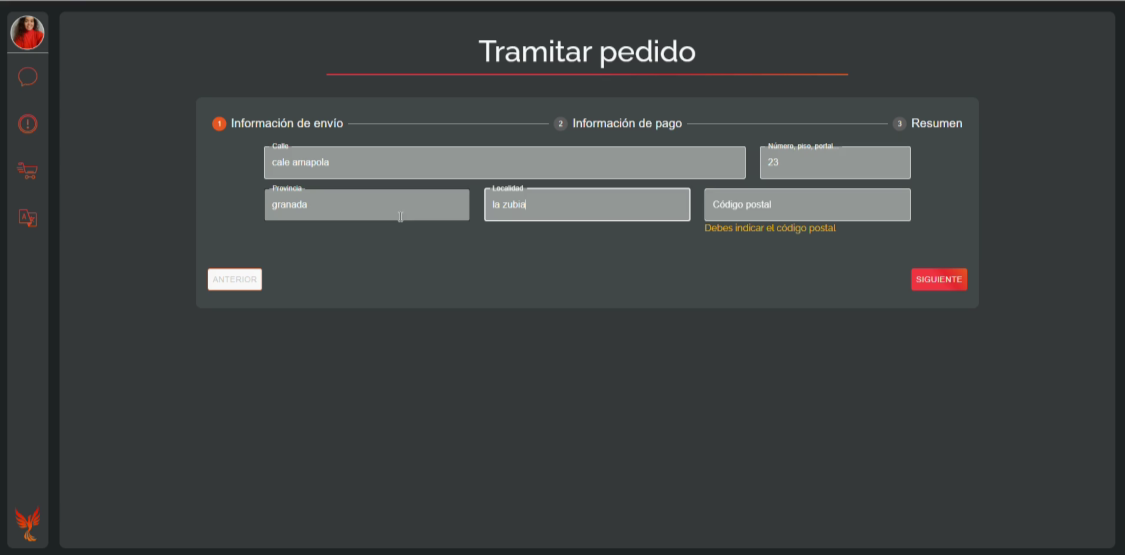 Tramitar pedido
1 Información de envío 2 Información de pago 3 Resumen
Calle Número, piso, portal...
cale amapola 23
Provincia Localidad
granada la zubia Código postal
Debes indicar el código postal
ANTERIOR SIGUIENTE